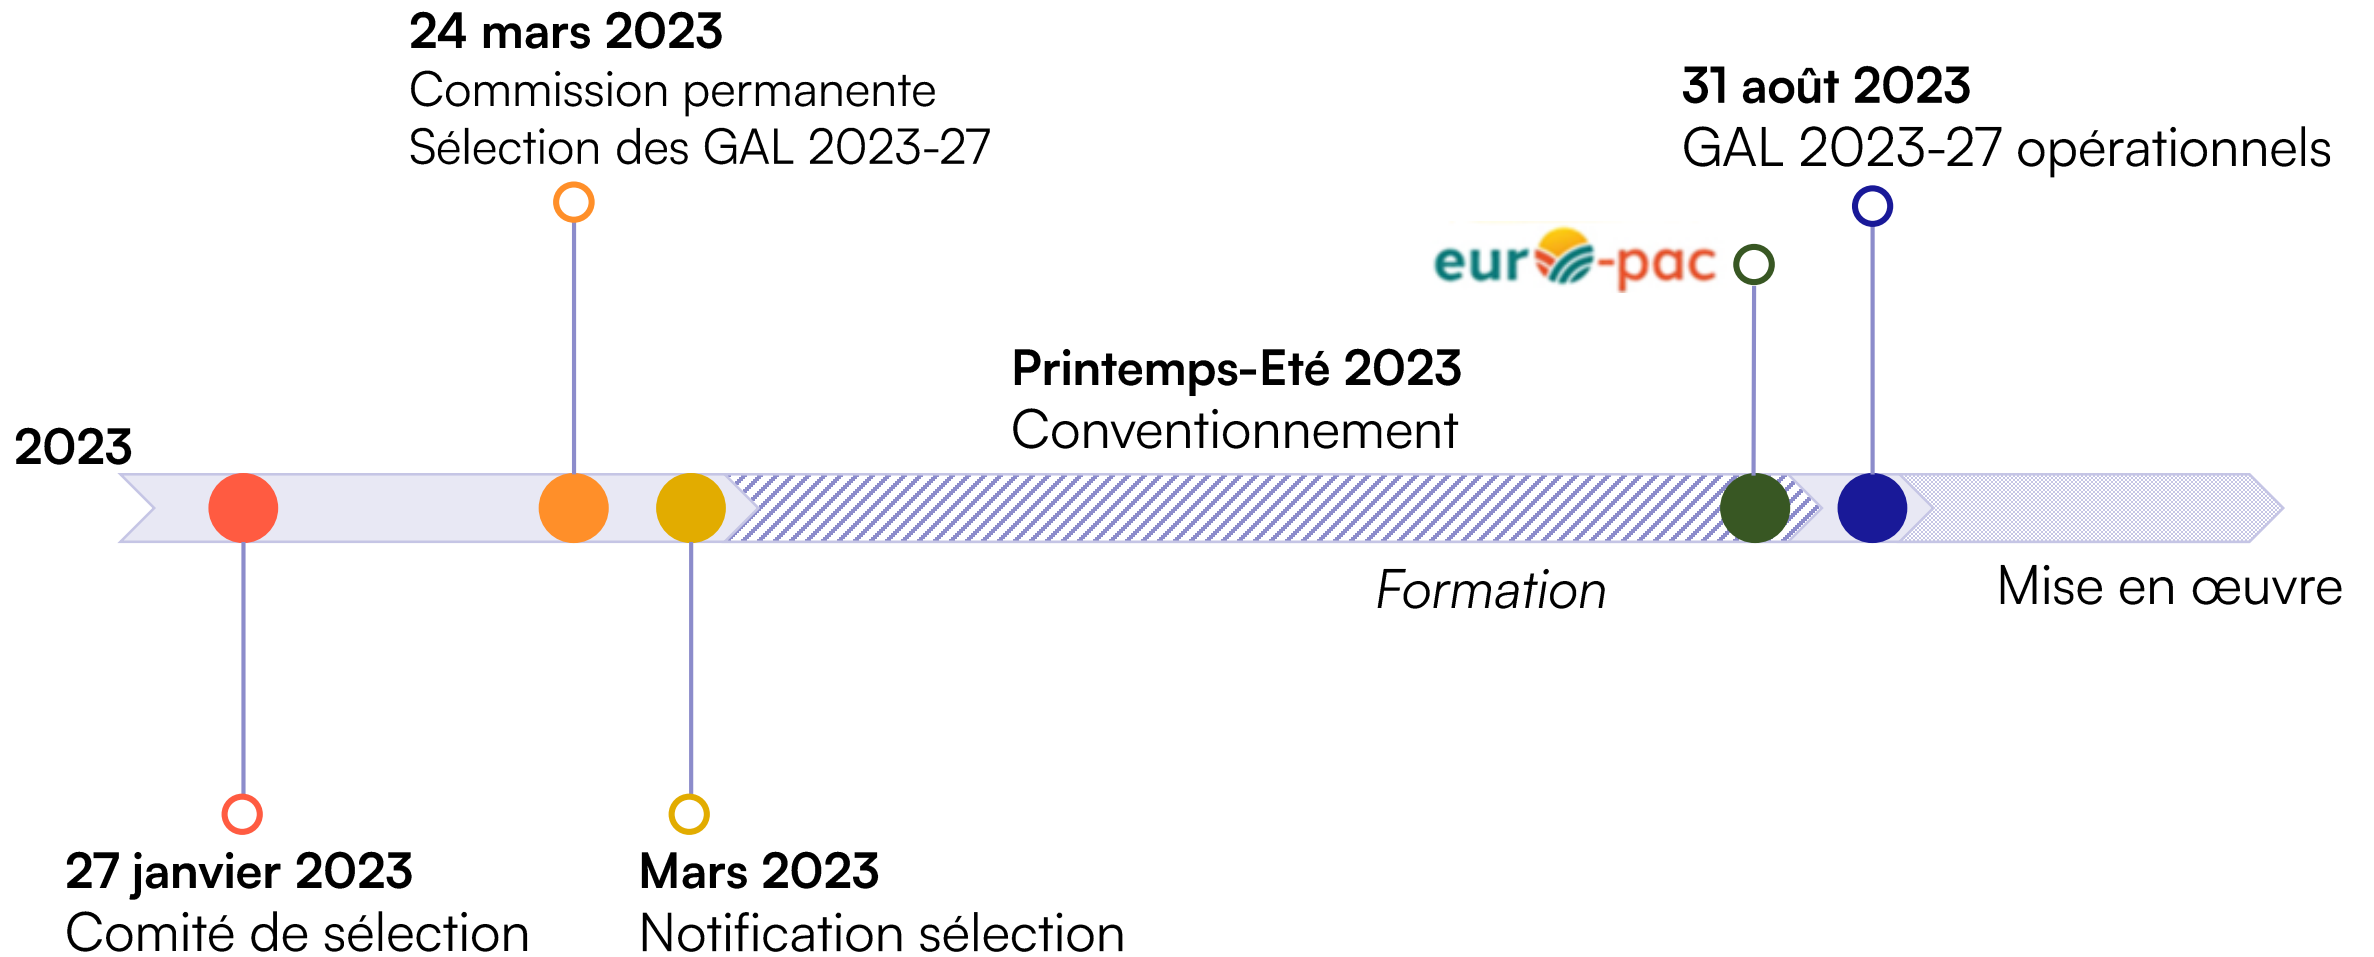 24 mars 2023
Commission permanente
Sélection des GAL 2023-27
31 août 2023
GAL 2023-27 opérationnels
euro-pac
Printemps-Eté 2023
Conventionnement
2023
Formation
Mise en œuvre
27 janvier 2023
Comité de sélection
Mars 2023
Notification sélection